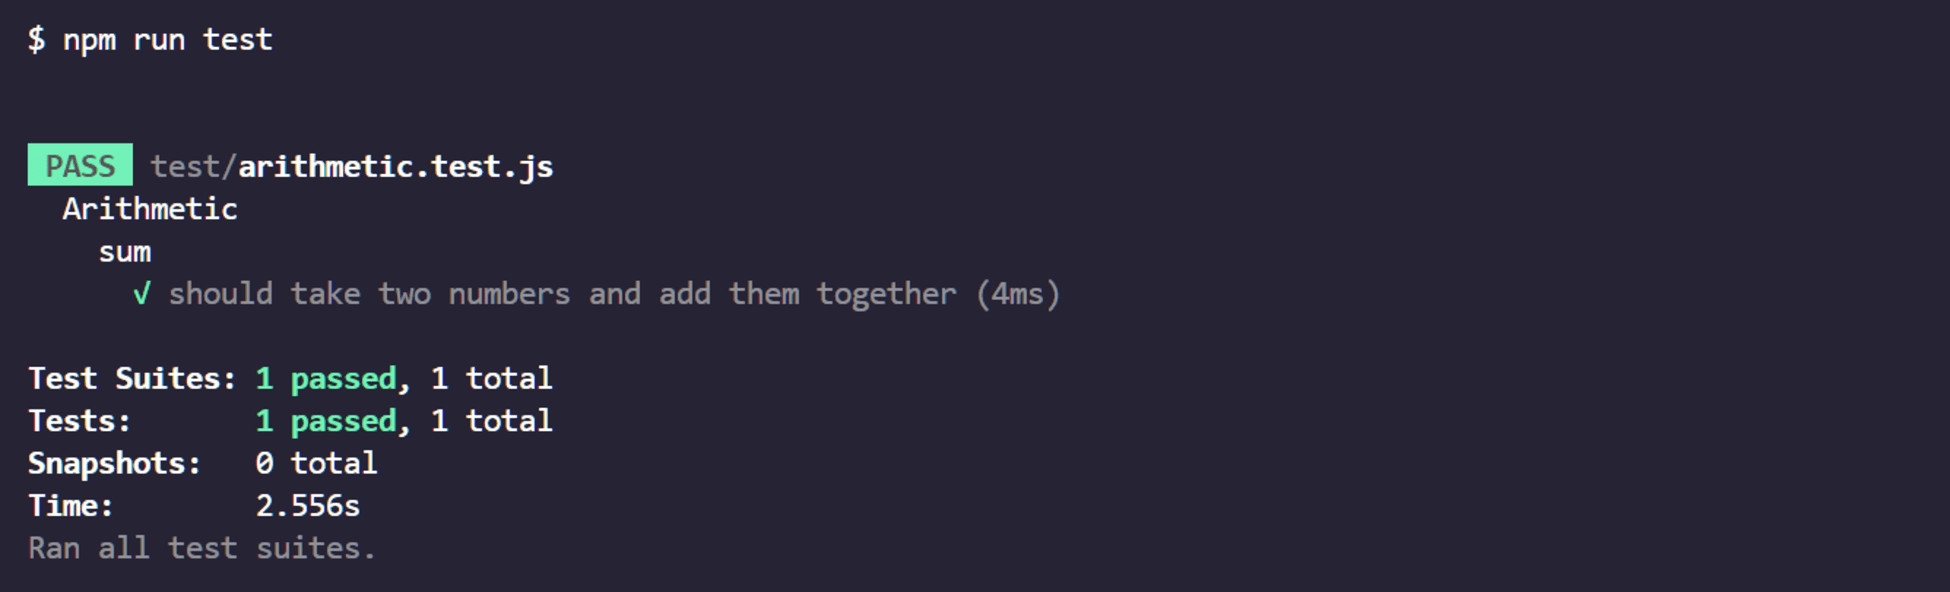 $ npm run test
PASS test/arithmetic.test.js
Arithmetic
sum
√ should take two numbers and add them together (4ms)
Test Suites: 1 passed, 1 total
Tests: 1 passed, 1 total
Snapshots: 0 total
Time: 2.556s
Ran all test suites.